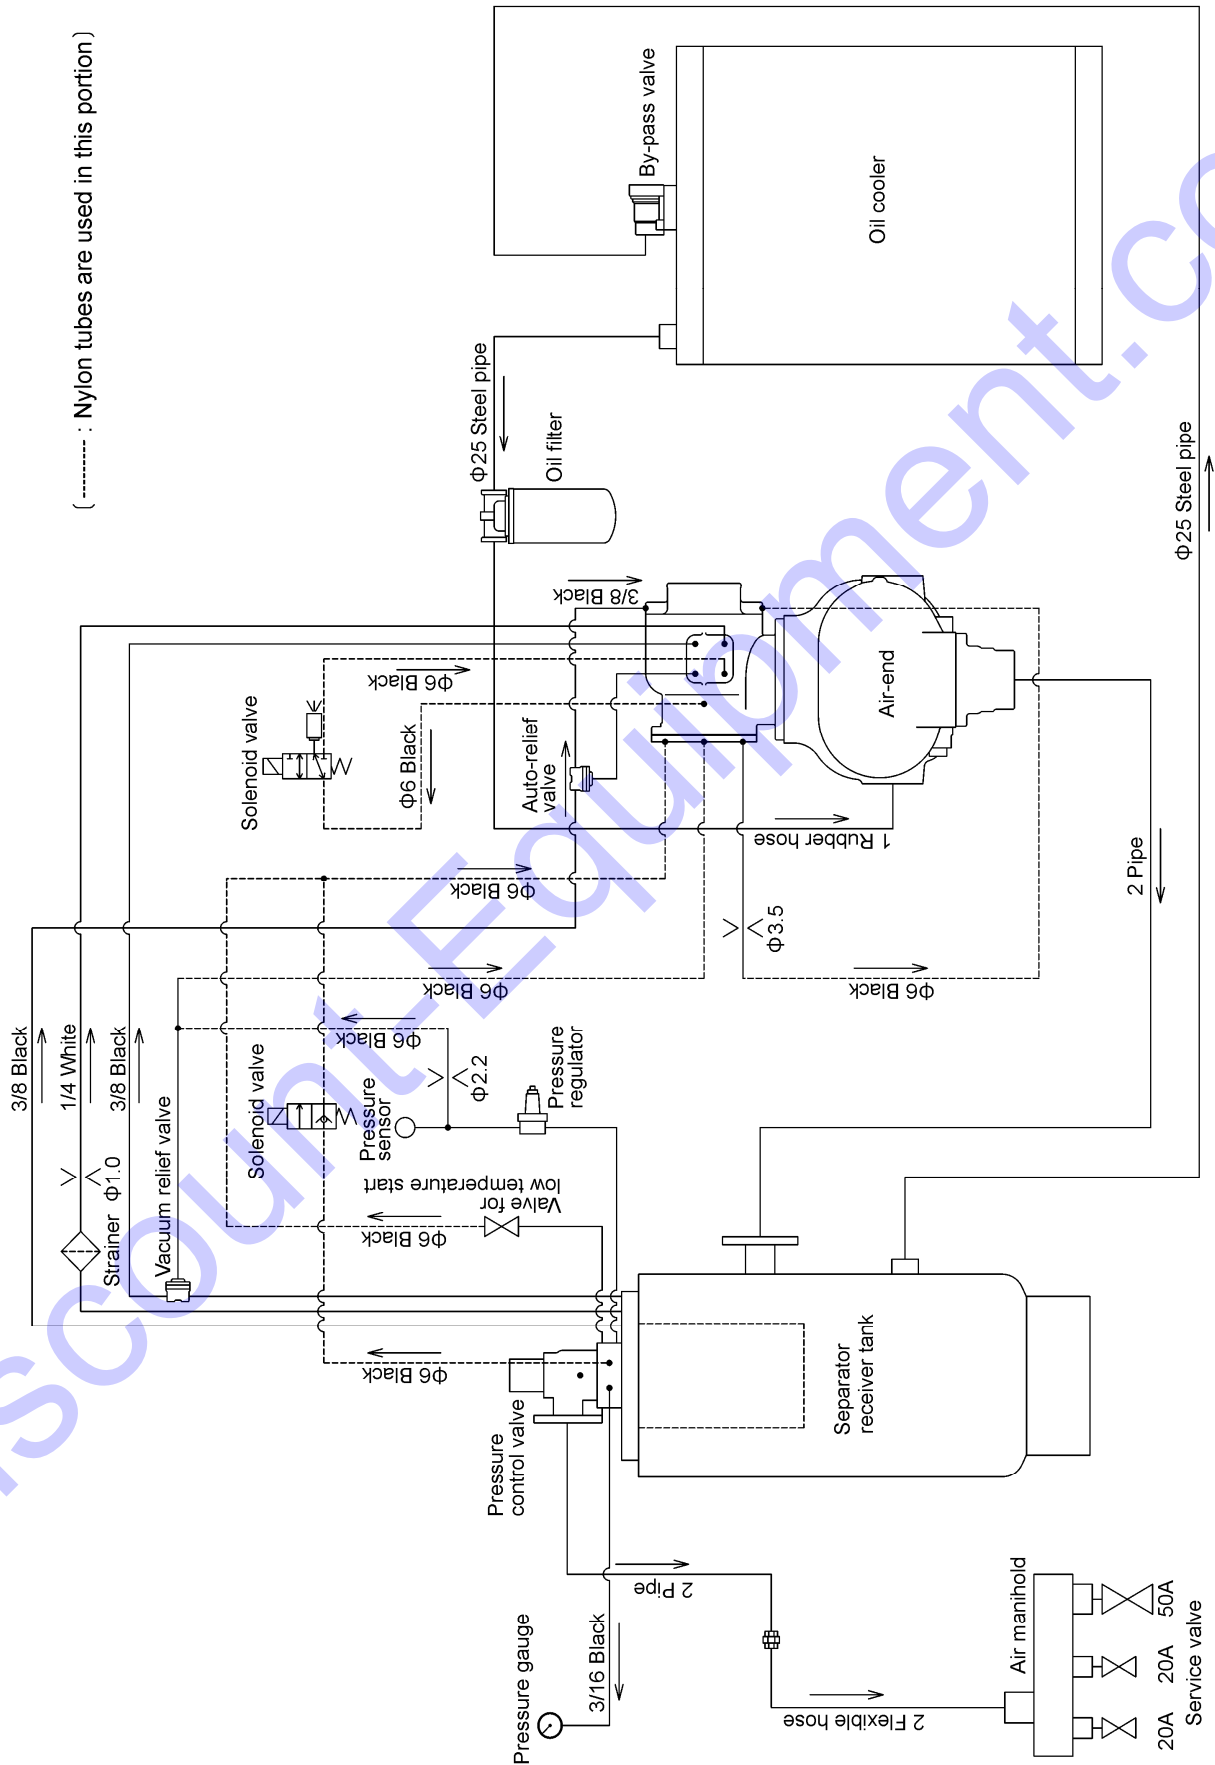 (--------- : Nylon tubes are used in this portion)
3/8 Black
1/4 White
3/8 Black
Strainer Φ1.0
Vacuum relief valve
Solenoid valve
Solenoid valve
Φ6 Black
Φ6 Black
Φ6 Black
Φ6 Black
Φ6 Black
Φ6 Black
Φ6 Black
Φ6 Black
Pressure
sensor
Φ2.2
Pressure
regulator
Valve for
low temperature start
Auto-relief
valve
3/8 Black
Φ25 Steel pipe
Oil filter
By-pass valve
Oil cooler
Air-end
1 Rubber hose
Φ3.5
2 Pipe
Φ25 Steel pipe
Pressure
control valve
Separator
receiver tank
Pressure gauge
3/16 Black
2 Pipe
2 Flexible hose
Air manihold
20A 20A 50A
Service valve
scount-Equipment.co